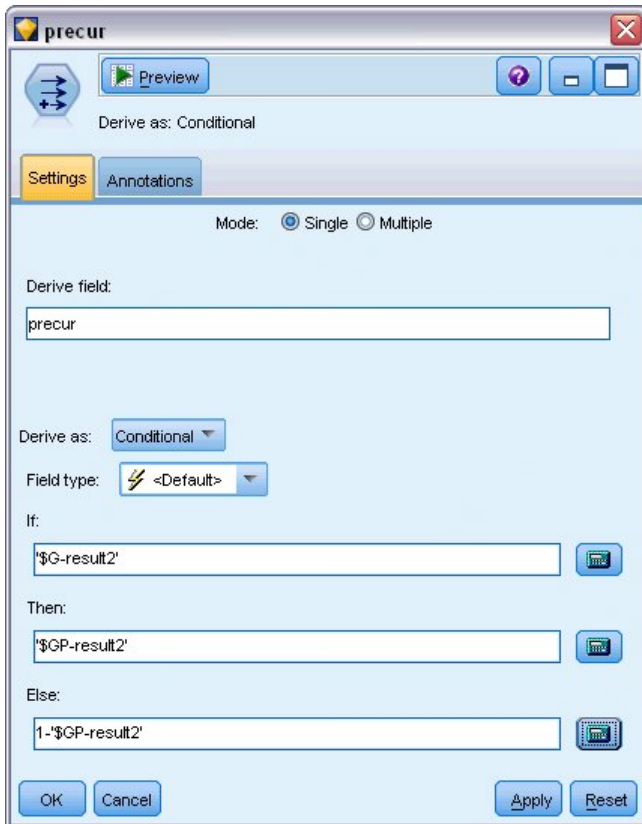 precur
Preview
Derive as: Conditional
Settings Annotations
Mode: Single Multiple
Derive field:
precur
Derive as: Conditional
Field type: <Default>
If:
'$G-result2'
Then:
'$GP-result2'
Else:
1-'$GP-result2'
OK Cancel Apply Reset